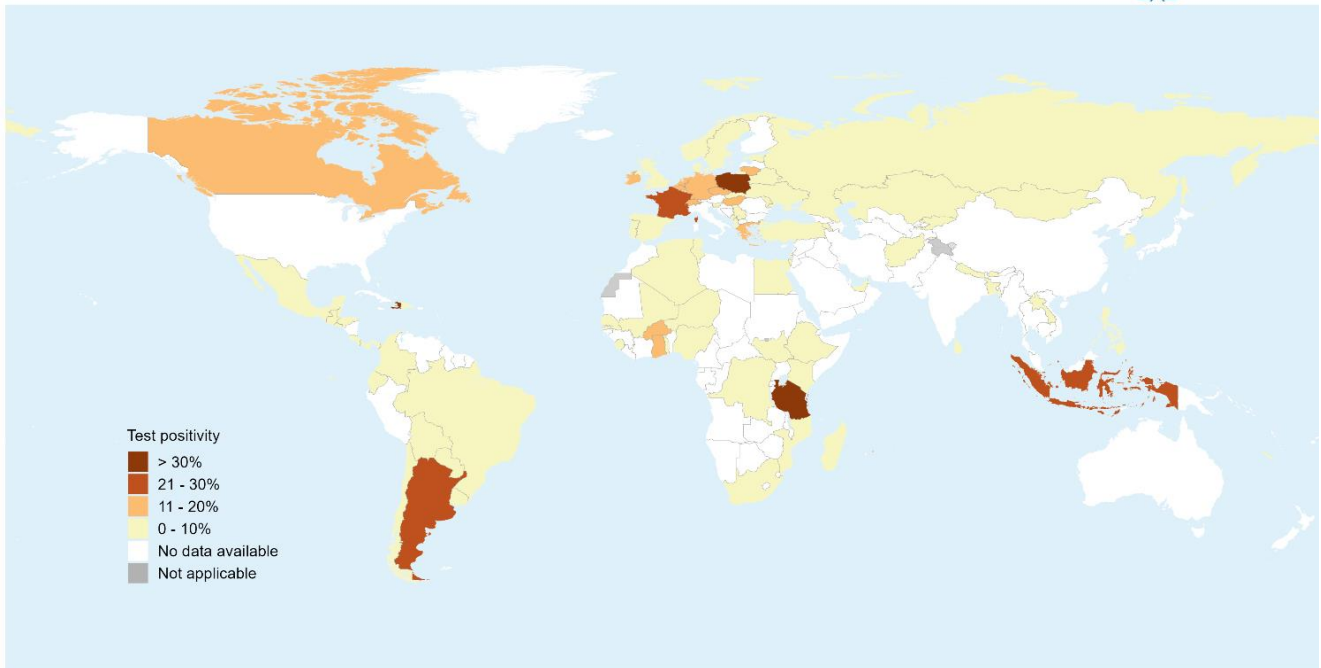 Test positivity
> 30%
21 - 30%
11 - 20%
0 - 10%
No data available
Not applicable